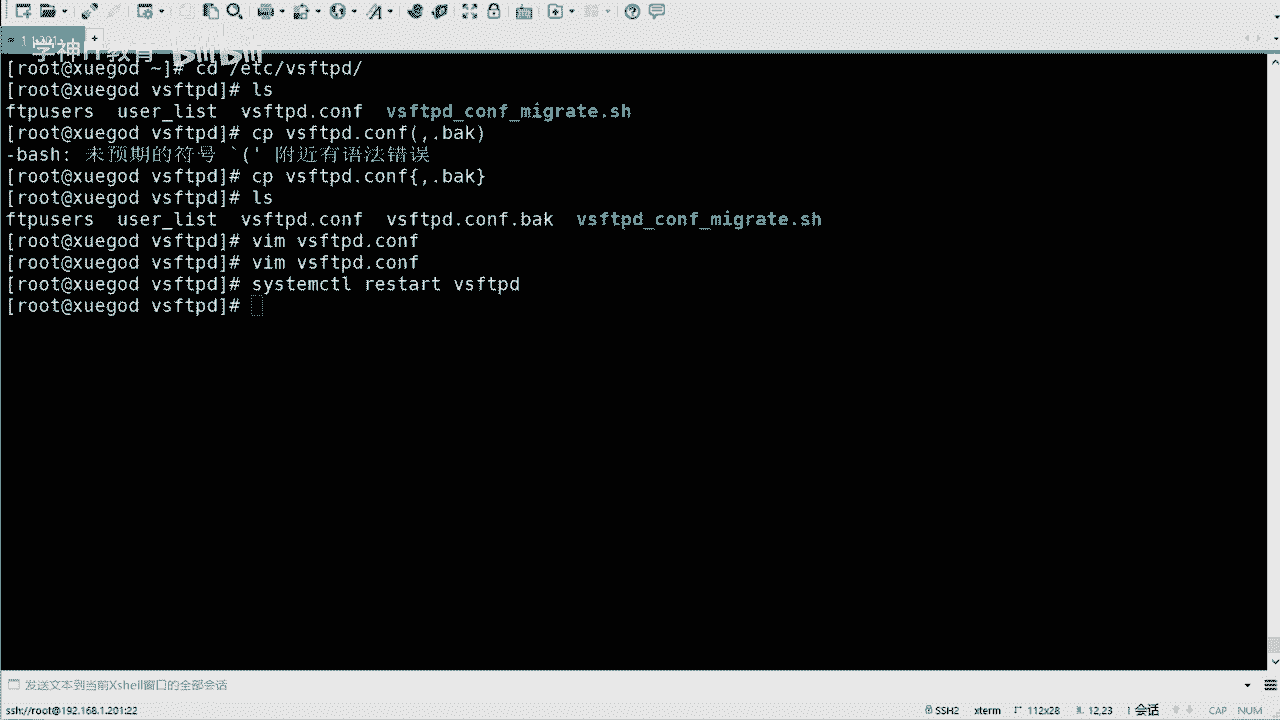 学神IT教育 bilibili
[root@xuegod ~]# cd /etc/vsftpd/
[root@xuegod vsftpd]# ls
ftpusers  user_list  vsftpd.conf  vsftpd_conf_migrate.sh
[root@xuegod vsftpd]# cp vsftpd.conf(,.bak)
-bash: 未预期的符号 `(' 附近有语法错误
[root@xuegod vsftpd]# cp vsftpd.conf{,.bak}
[root@xuegod vsftpd]# ls
ftpusers  user_list  vsftpd.conf  vsftpd.conf.bak  vsftpd_conf_migrate.sh
[root@xuegod vsftpd]# vim vsftpd.conf
[root@xuegod vsftpd]# vim vsftpd.conf
[root@xuegod vsftpd]# systemctl restart vsftpd
[root@xuegod vsftpd]#
发送文本到当前Xshell窗口的全部会话
ssh://root@192.168.1.201:22 SSH2 xterm 112x28 12,23 1 会话 CAP NUM